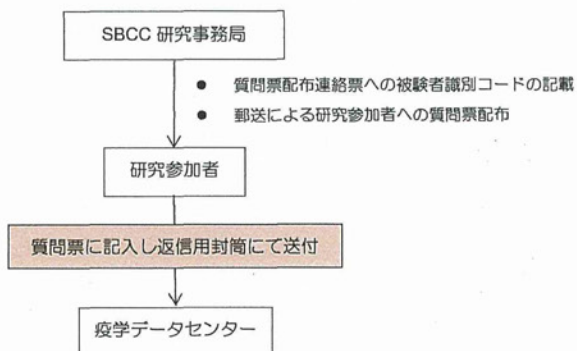 SBCC 研究事務局
● 質問票配布連絡票への被験者識別コードの記載
● 郵送による研究参加者への質問票配布
研究参加者
質問票に記入し返信用封筒にて送付
疫学データセンター